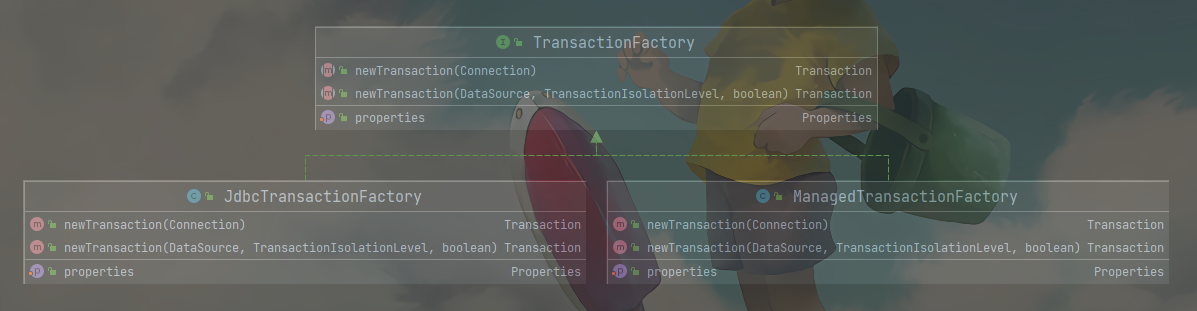 TransactionFactory
newTransaction(Connection) Transaction
newTransaction(DataSource, TransactionIsolationLevel, boolean) Transaction
properties Properties
JdbcTransactionFactory
newTransaction(Connection) Transaction
newTransaction(DataSource, TransactionIsolationLevel, boolean) Transaction
properties Properties
ManagedTransactionFactory
newTransaction(Connection) Transaction
newTransaction(DataSource, TransactionIsolationLevel, boolean) Transaction
properties Properties